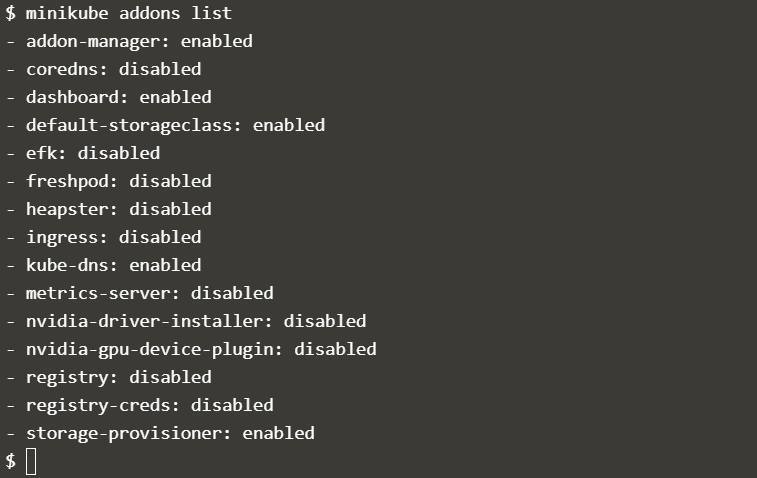 $ minikube addons list
- addon-manager: enabled
- coredns: disabled
- dashboard: enabled
- default-storageclass: enabled
- efk: disabled
- freshpod: disabled
- heapster: disabled
- ingress: disabled
- kube-dns: enabled
- metrics-server: disabled
- nvidia-driver-installer: disabled
- nvidia-gpu-device-plugin: disabled
- registry: disabled
- registry-creds: disabled
- storage-provisioner: enabled
$